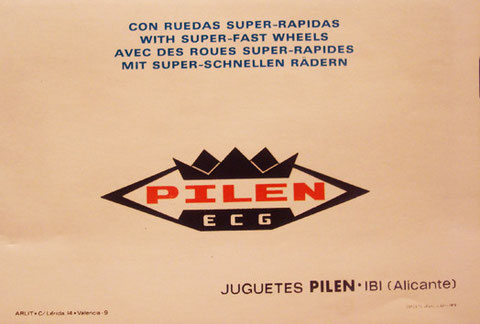 CON RUEDAS SUPER-RAPIDAS
WITH SUPER-FAST WHEELS
AVEC DES ROUES SUPER-RAPIDES
MIT SUPER-SCHNELLEN RADERN
PILEN
ECG
JUGUETES PILEN · IBI (Alicante)
ARLIT · C/ Lérida, 14 · Valencia - 9